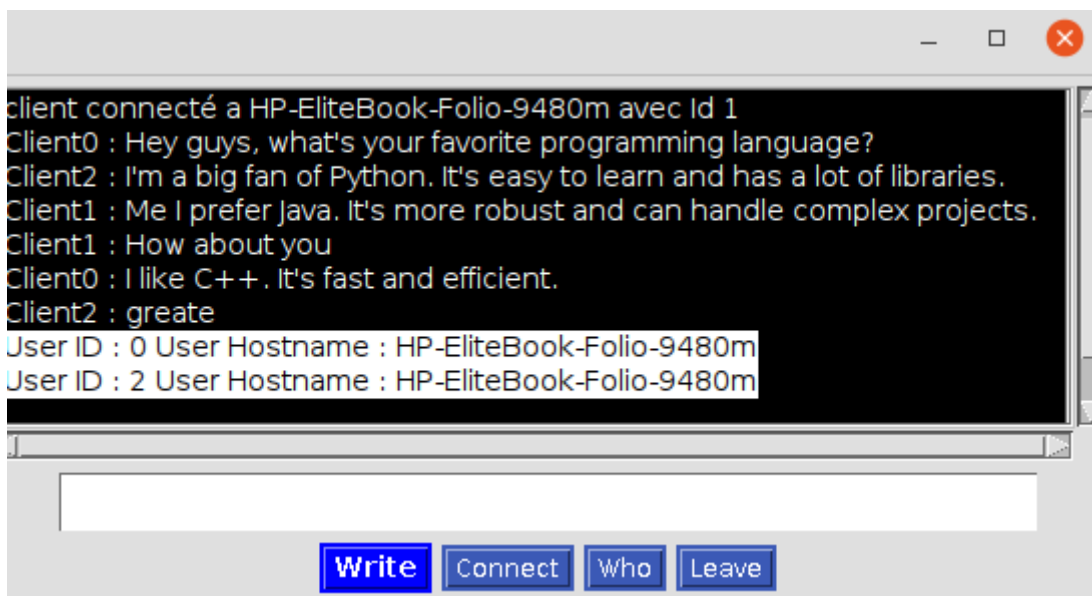 client connecté a HP-EliteBook-Folio-9480m avec Id 1
Client0 : Hey guys, what's your favorite programming language?
Client2 : I'm a big fan of Python. It's easy to learn and has a lot of libraries.
Client1 : Me I prefer Java. It's more robust and can handle complex projects.
Client1 : How about you
Client0 : I like C++. It's fast and efficient.
Client2 : greate
User ID : 0 User Hostname : HP-EliteBook-Folio-9480m
User ID : 2 User Hostname : HP-EliteBook-Folio-9480m
Write Connect Who Leave